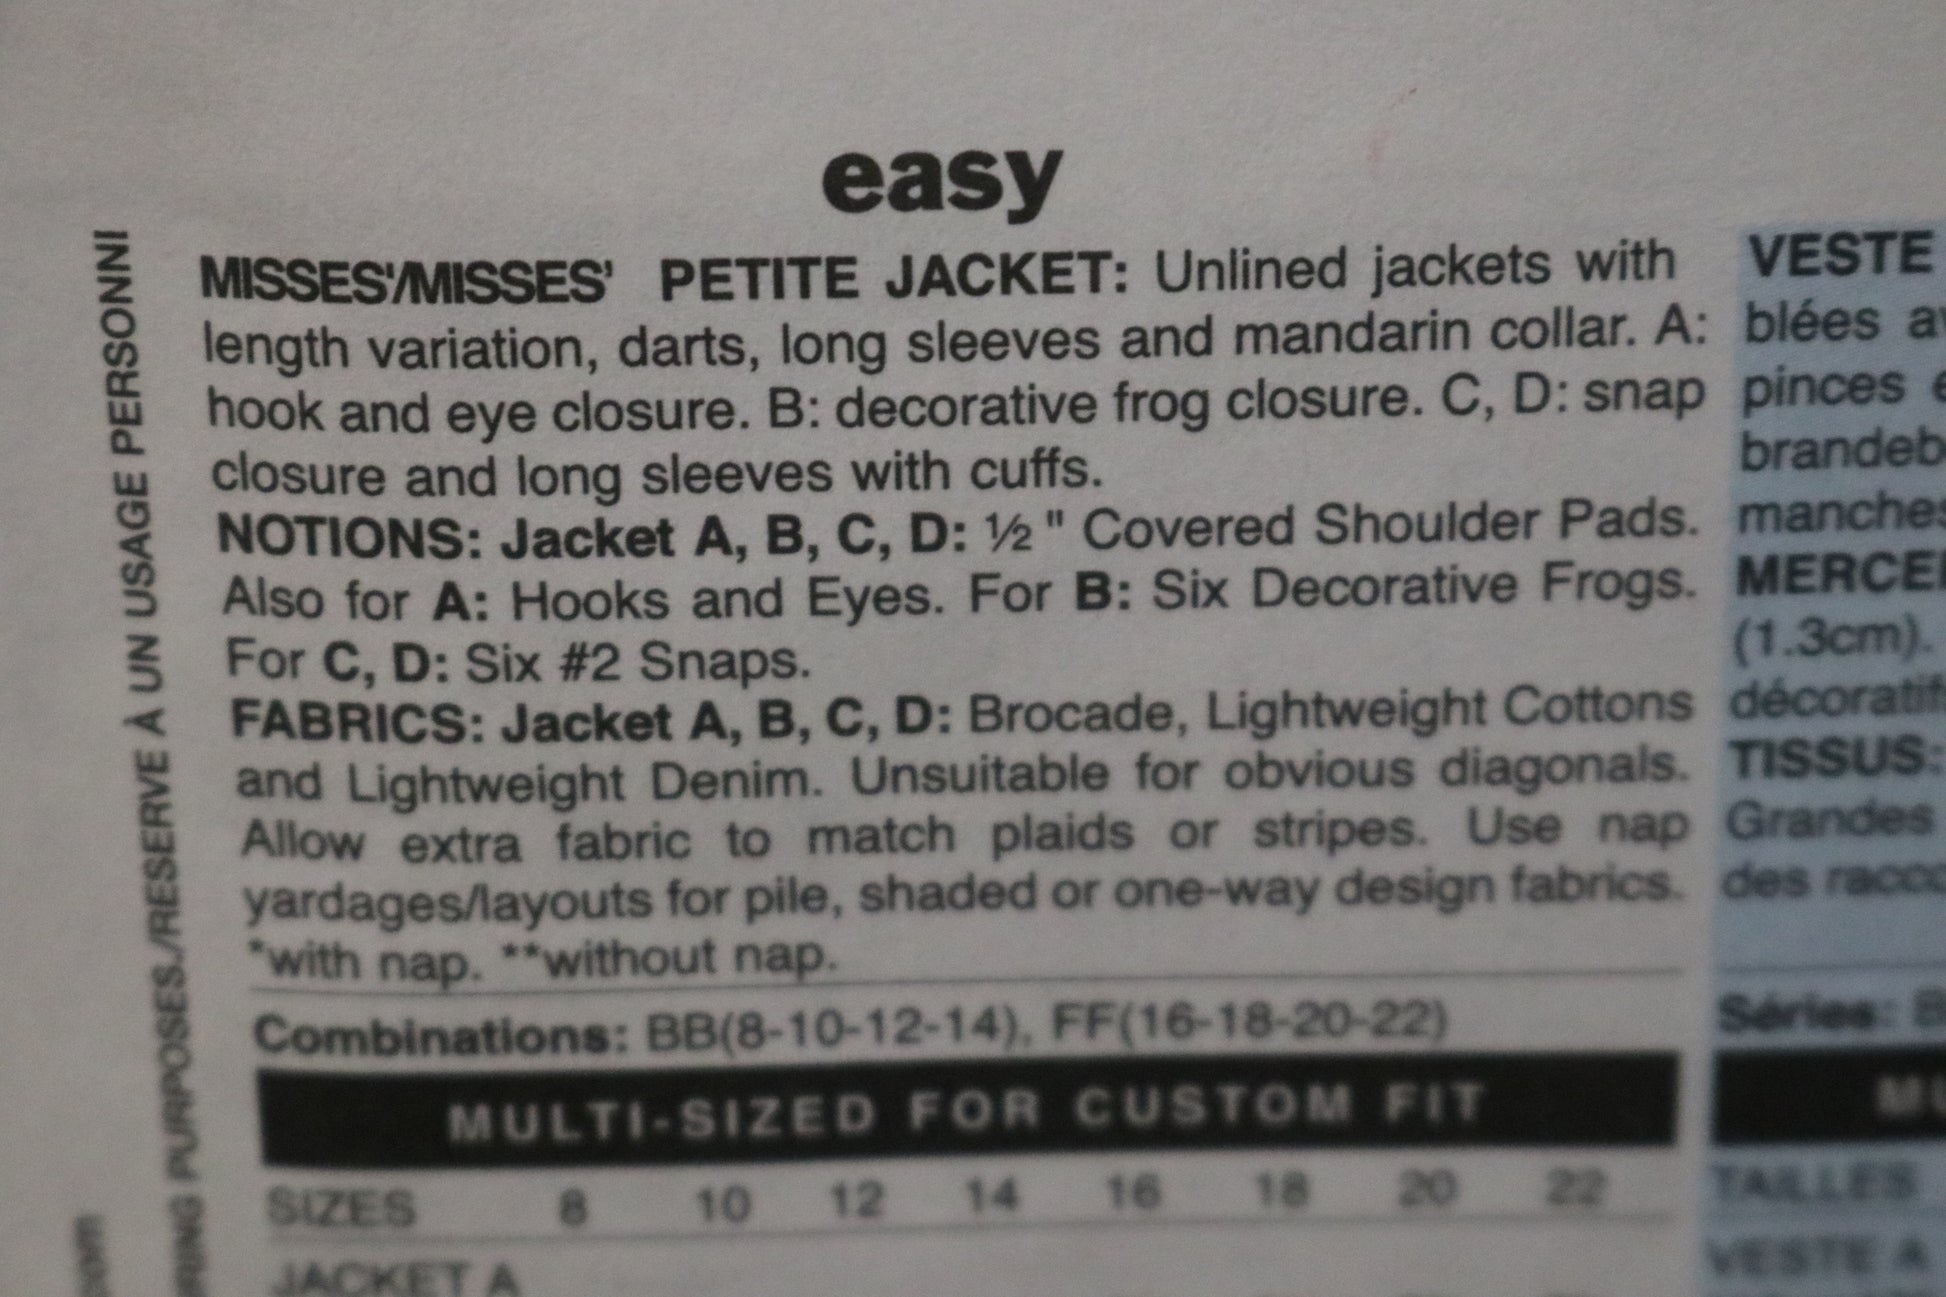 easy
MISSES'/MISSES' PETITE JACKET: Unlined jackets with
length variation, darts, long sleeves and mandarin collar. A:
hook and eye closure. B: decorative frog closure. C, D: snap
closure and long sleeves with cuffs.
NOTIONS: Jacket A, B, C, D: ½ " Covered Shoulder Pads.
Also for A: Hooks and Eyes. For B: Six Decorative Frogs.
For C, D: Six #2 Snaps.
FABRICS: Jacket A, B, C, D: Brocade, Lightweight Cottons
and Lightweight Denim. Unsuitable for obvious diagonals.
Allow extra fabric to match plaids or stripes. Use nap
yardages/layouts for pile, shaded or one-way design fabrics.
*with nap. **without nap.
Combinations: BB(8-10-12-14), FF(16-18-20-22)
MULTI-SIZED FOR CUSTOM FIT
SIZES 8 10 12 14 16 18 20 22
JACKET A
VESTE
blées
pinces
manches
(1.3cm).
TISSUS:
Grandes
des
Séries:
TAILLES
VESTE A
À UN USAGE PERSONNI
PURPOSES./RESERVE